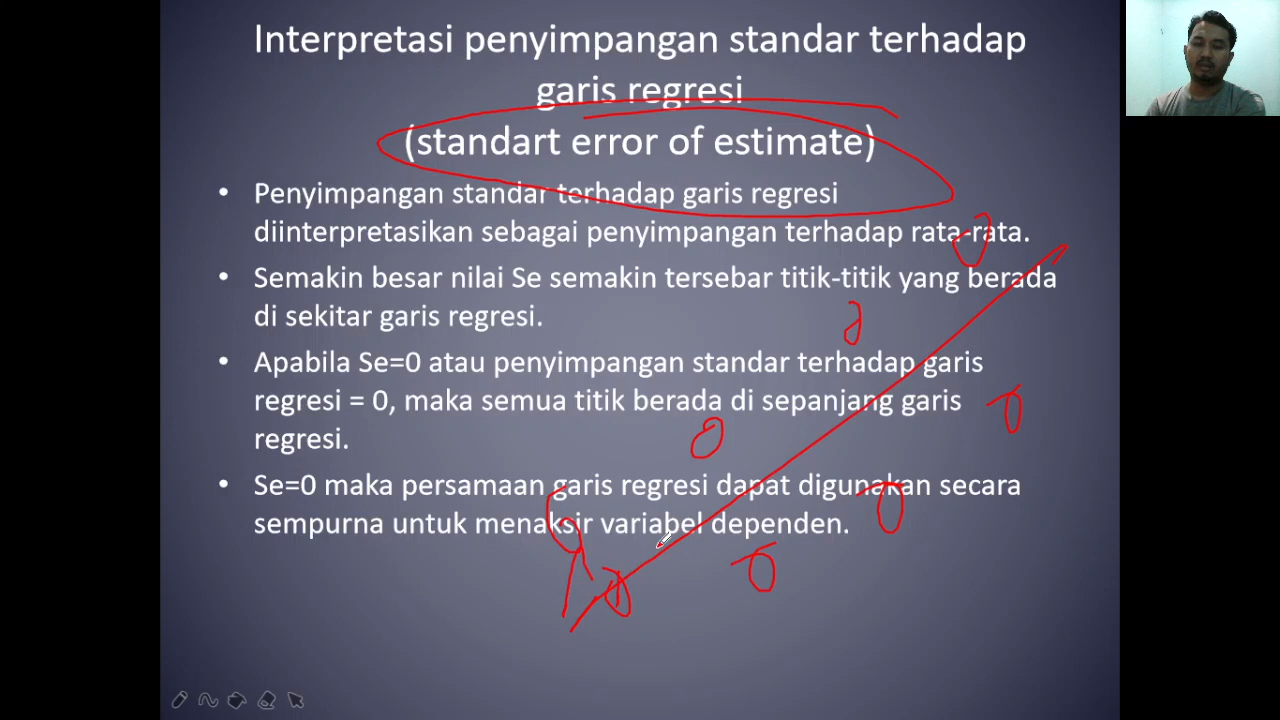 Interpretasi penyimpangan standar terhadap
garis regresi
(standart error of estimate)
• Penyimpangan standar terhadap garis regresi
diinterpretasikan sebagai penyimpangan terhadap rata-rata.
• Semakin besar nilai Se semakin tersebar titik-titik yang berada
di sekitar garis regresi.
• Apabila Se=0 atau penyimpangan standar terhadap garis
regresi = 0, maka semua titik berada di sepanjang garis
regresi.
• Se=0 maka persamaan garis regresi dapat digunakan secara
sempurna untuk menaksir variabel dependen.